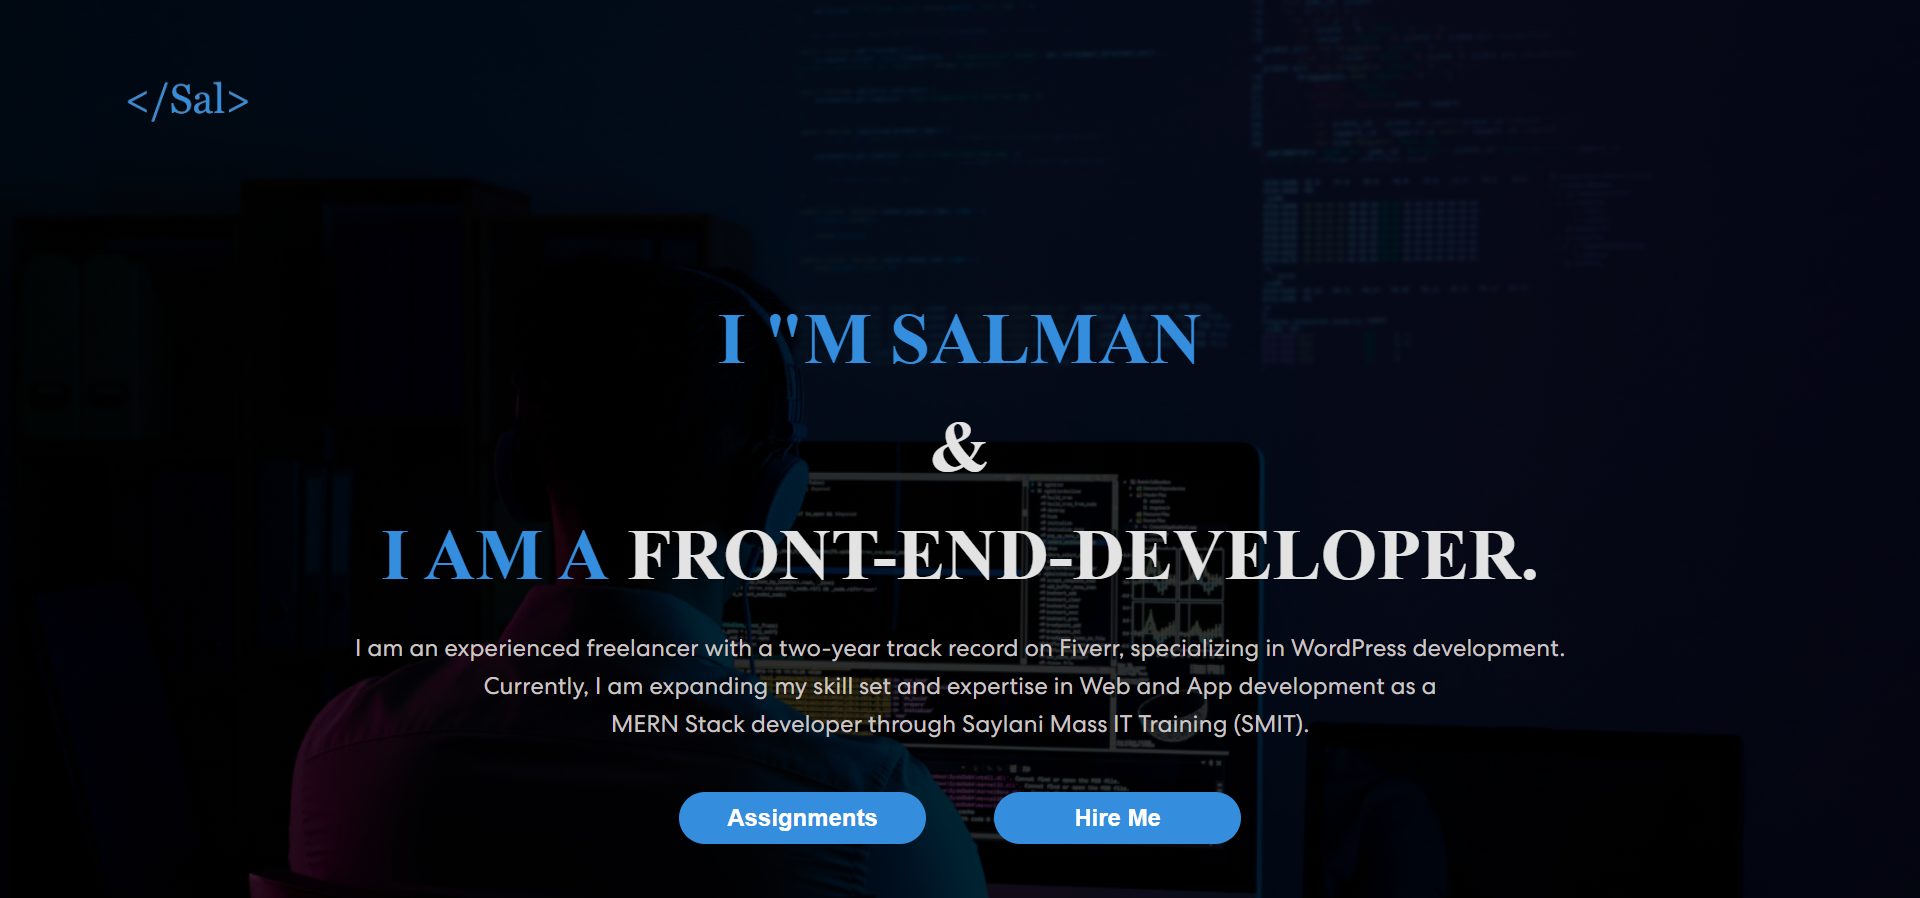 </Sal>
I "M SALMAN
&
I AM A FRONT-END-DEVELOPER.
I am an experienced freelancer with a two-year track record on Fiverr, specializing in WordPress development.
Currently, I am expanding my skill set and expertise in Web and App development as a
MERN Stack developer through Saylani Mass IT Training (SMIT).
Assignments
Hire Me